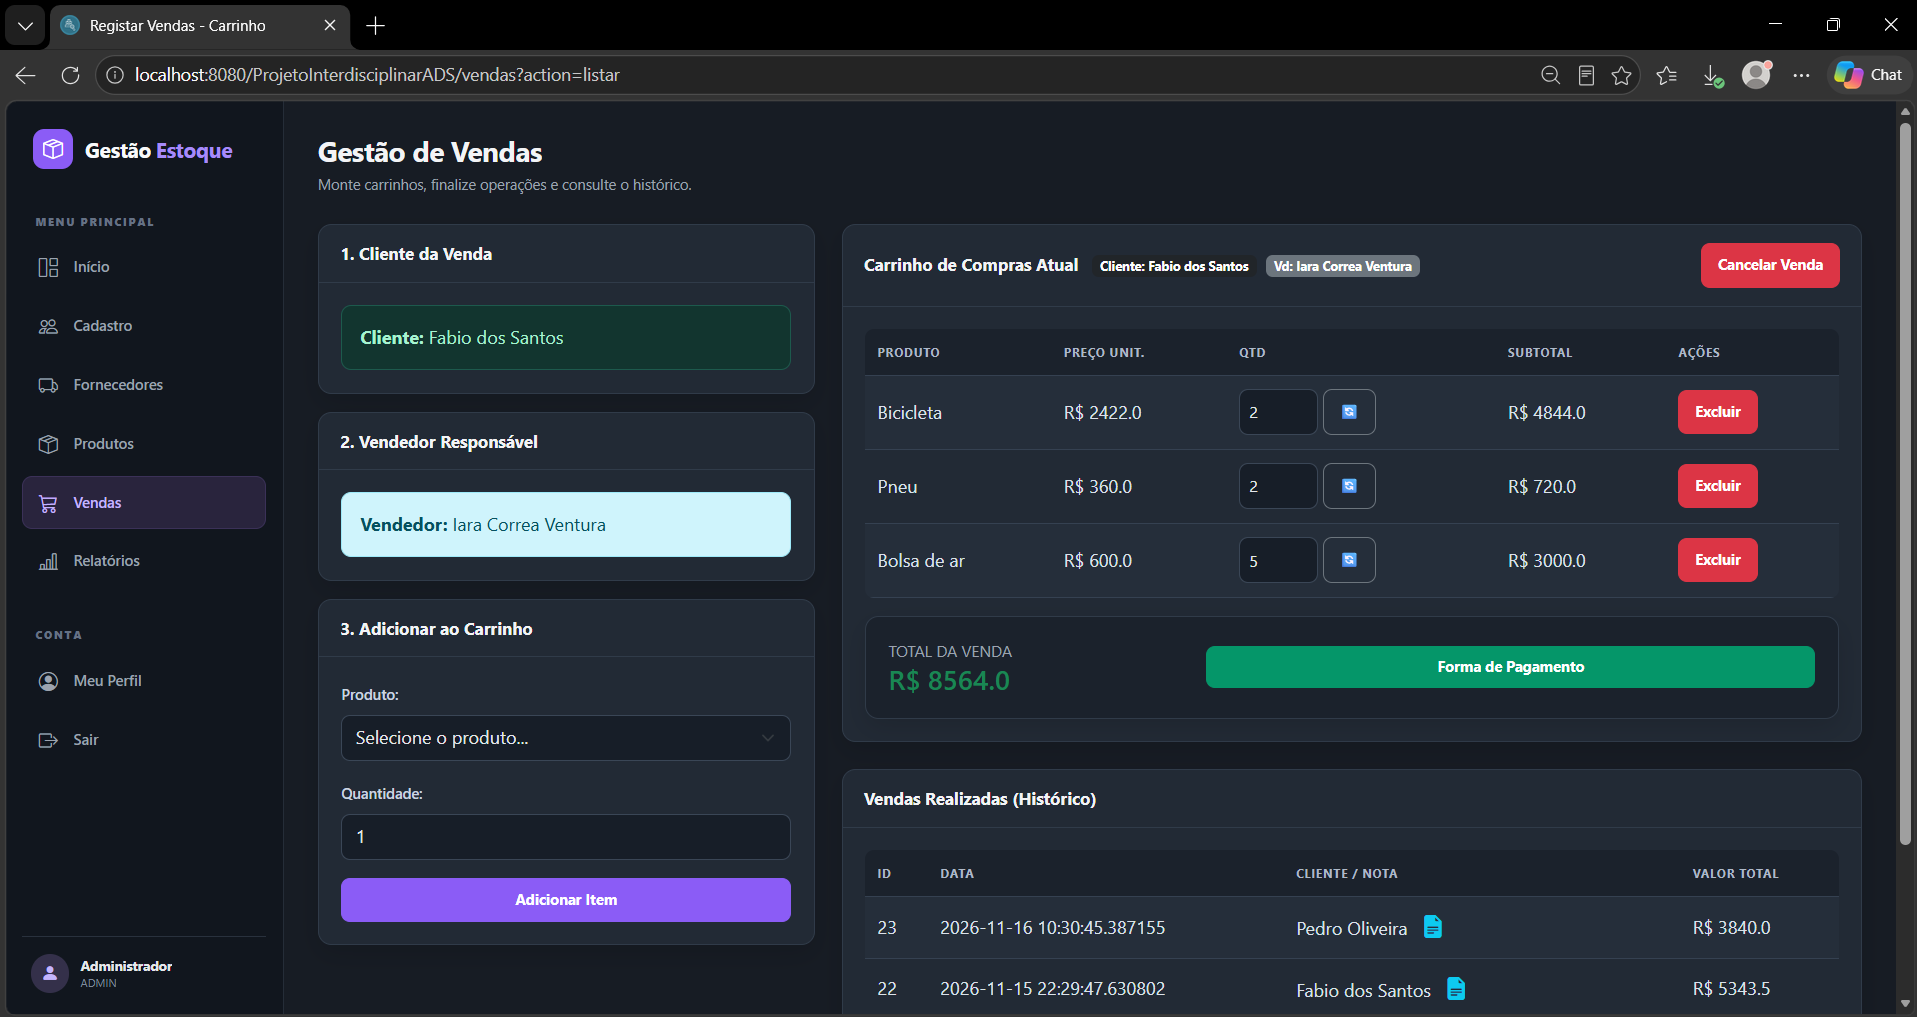 Registar Vendas - Carrinho
localhost:8080/ProjetoInterdisciplinarADS/vendas?action=listar
Chat
Gestão Estoque
MENU PRINCIPAL
Início
Cadastro
Fornecedores
Produtos
Vendas
Relatórios
CONTA
Meu Perfil
Sair
Administrador
ADMIN
Gestão de Vendas
Monte carrinhos, finalize operações e consulte o histórico.
1. Cliente da Venda
Cliente: Fabio dos Santos
2. Vendedor Responsável
Vendedor: Iara Correa Ventura
3. Adicionar ao Carrinho
Produto:
Selecione o produto...
Quantidade:
1
Adicionar Item
Carrinho de Compras Atual Cliente: Fabio dos Santos Vd: Iara Correa Ventura Cancelar Venda
PRODUTO PREÇO UNIT. QTD SUBTOTAL AÇÕES
Bicicleta R$ 2422.0 2 R$ 4844.0 Excluir
Pneu R$ 360.0 2 R$ 720.0 Excluir
Bolsa de ar R$ 600.0 5 R$ 3000.0 Excluir
TOTAL DA VENDA
R$ 8564.0
Forma de Pagamento
Vendas Realizadas (Histórico)
ID DATA CLIENTE / NOTA VALOR TOTAL
23 2026-11-16 10:30:45.387155 Pedro Oliveira R$ 3840.0
22 2026-11-15 22:29:47.630802 Fabio dos Santos R$ 5343.5